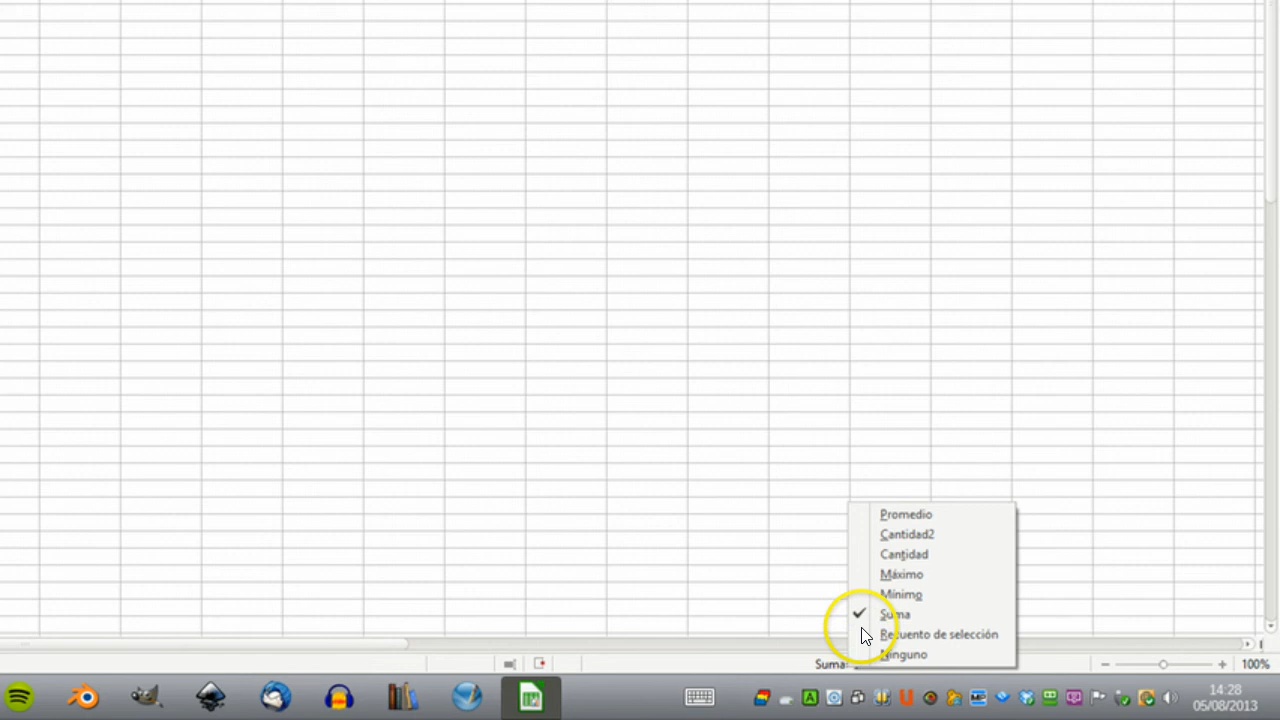 Promedio
Cantidad2
Cantidad
Máximo
Mínimo
Suma
Recuento de selección
Ninguno
Suma:
100%
14:28
05/08/2013